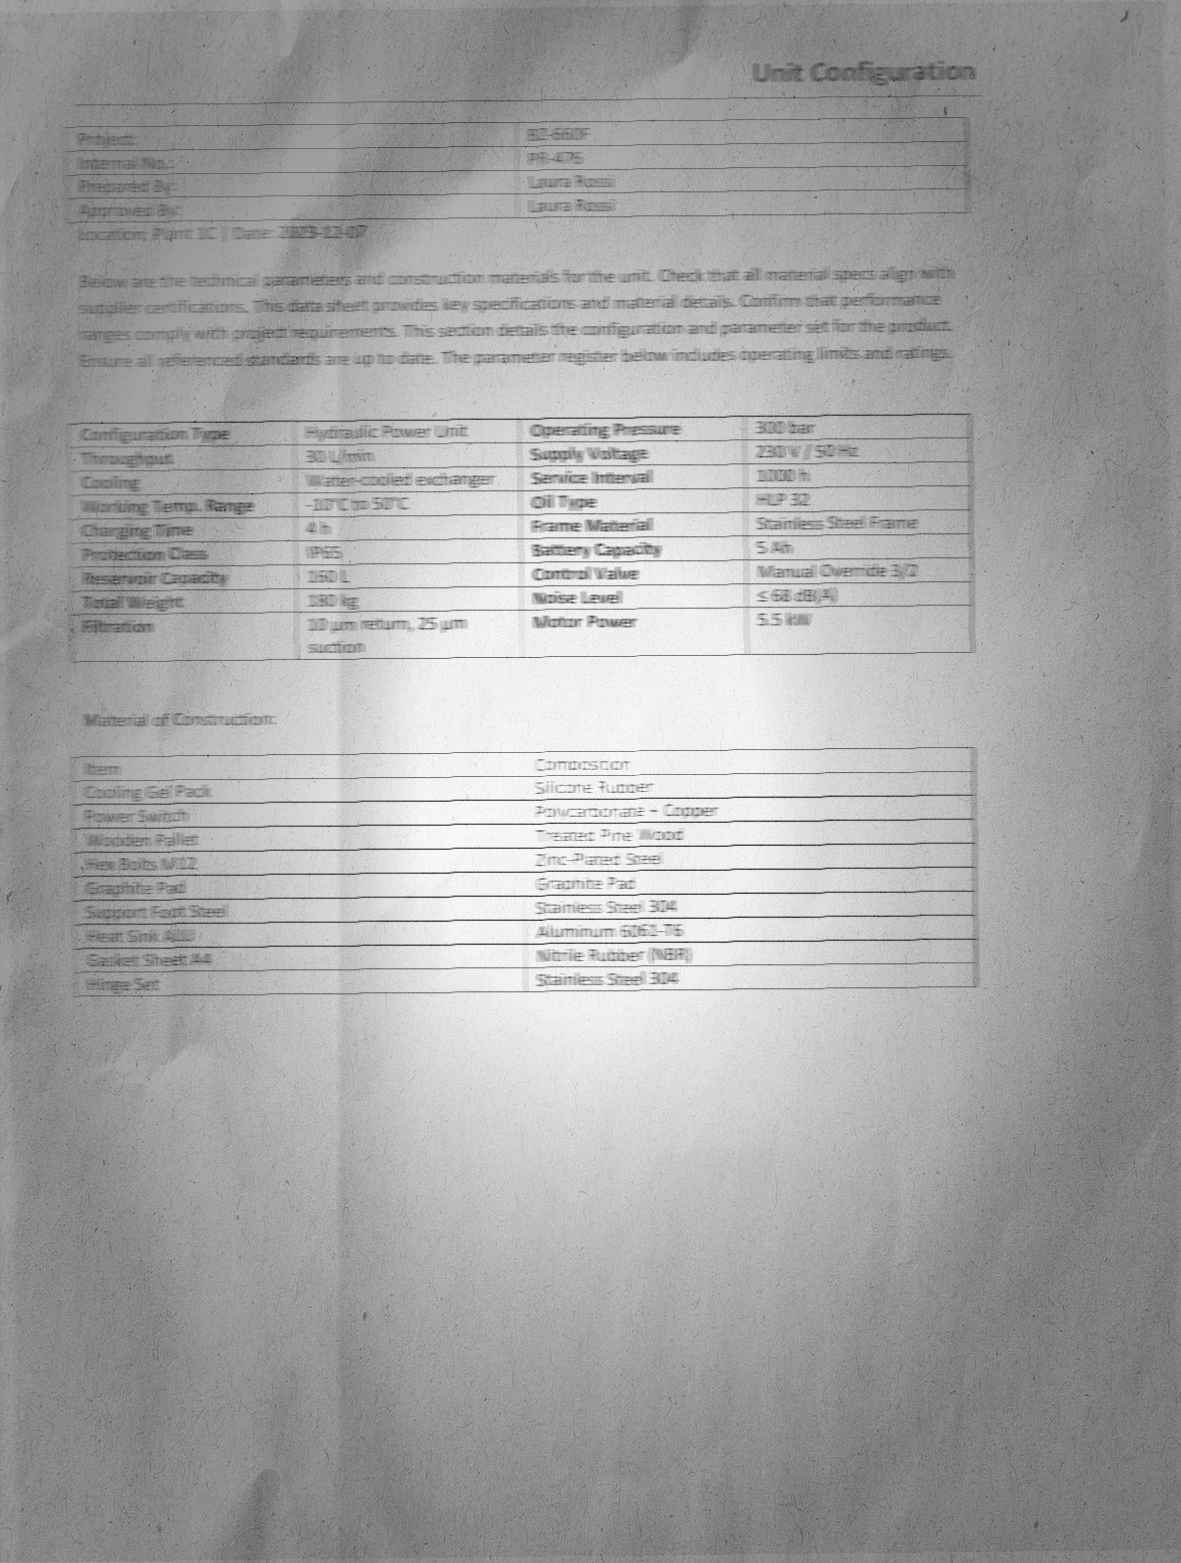 Unit Configuration
Project: BZ-660F
Internal No.: PR-476
Prepared By: Laura Rossi
Approved By: Laura Rossi
Location: Plant 1C | Date: 2023-12-07
Below are the technical parameters and construction materials for the unit. Check that all material specs align with
supplier certifications. This data sheet provides key specifications and material details. Confirm that performance
ranges comply with project requirements. This section details the configuration and parameter set for the product.
Ensure all referenced standards are up to date. The parameter register below includes operating limits and ratings.
Configuration Type Hydraulic Power Unit Operating Pressure 300 bar
Throughput 30 L/min Supply Voltage 230 V / 50 Hz
Cooling Water-cooled exchanger Service Interval 1000 h
Working Temp. Range -10°C to 50°C Oil Type HLP 32
Charging Time 4 h Frame Material Stainless Steel Frame
Protection Class IP65 Battery Capacity 5 Ah
Reservoir Capacity 160 L Control Valve Manual Override 3/2
Total Weight 180 kg Noise Level ≤ 68 dB(A)
Filtration 10 µm return, 25 µm Motor Power 5.5 kW
suction
Material of Construction:
Item Composition
Cooling Gel Pack Silicone Rubber
Power Switch Polycarbonate – Copper
Wooden Pallet Treated Pine Wood
Hex Bolts M12 Zinc-Plated Steel
Graphite Pad Graphite Pad
Support Foot Steel Stainless Steel 304
Heat Sink Aluminum 6061-T6
Gasket Sheet A4 Nitrile Rubber (NBR)
Hinge Set Stainless Steel 304